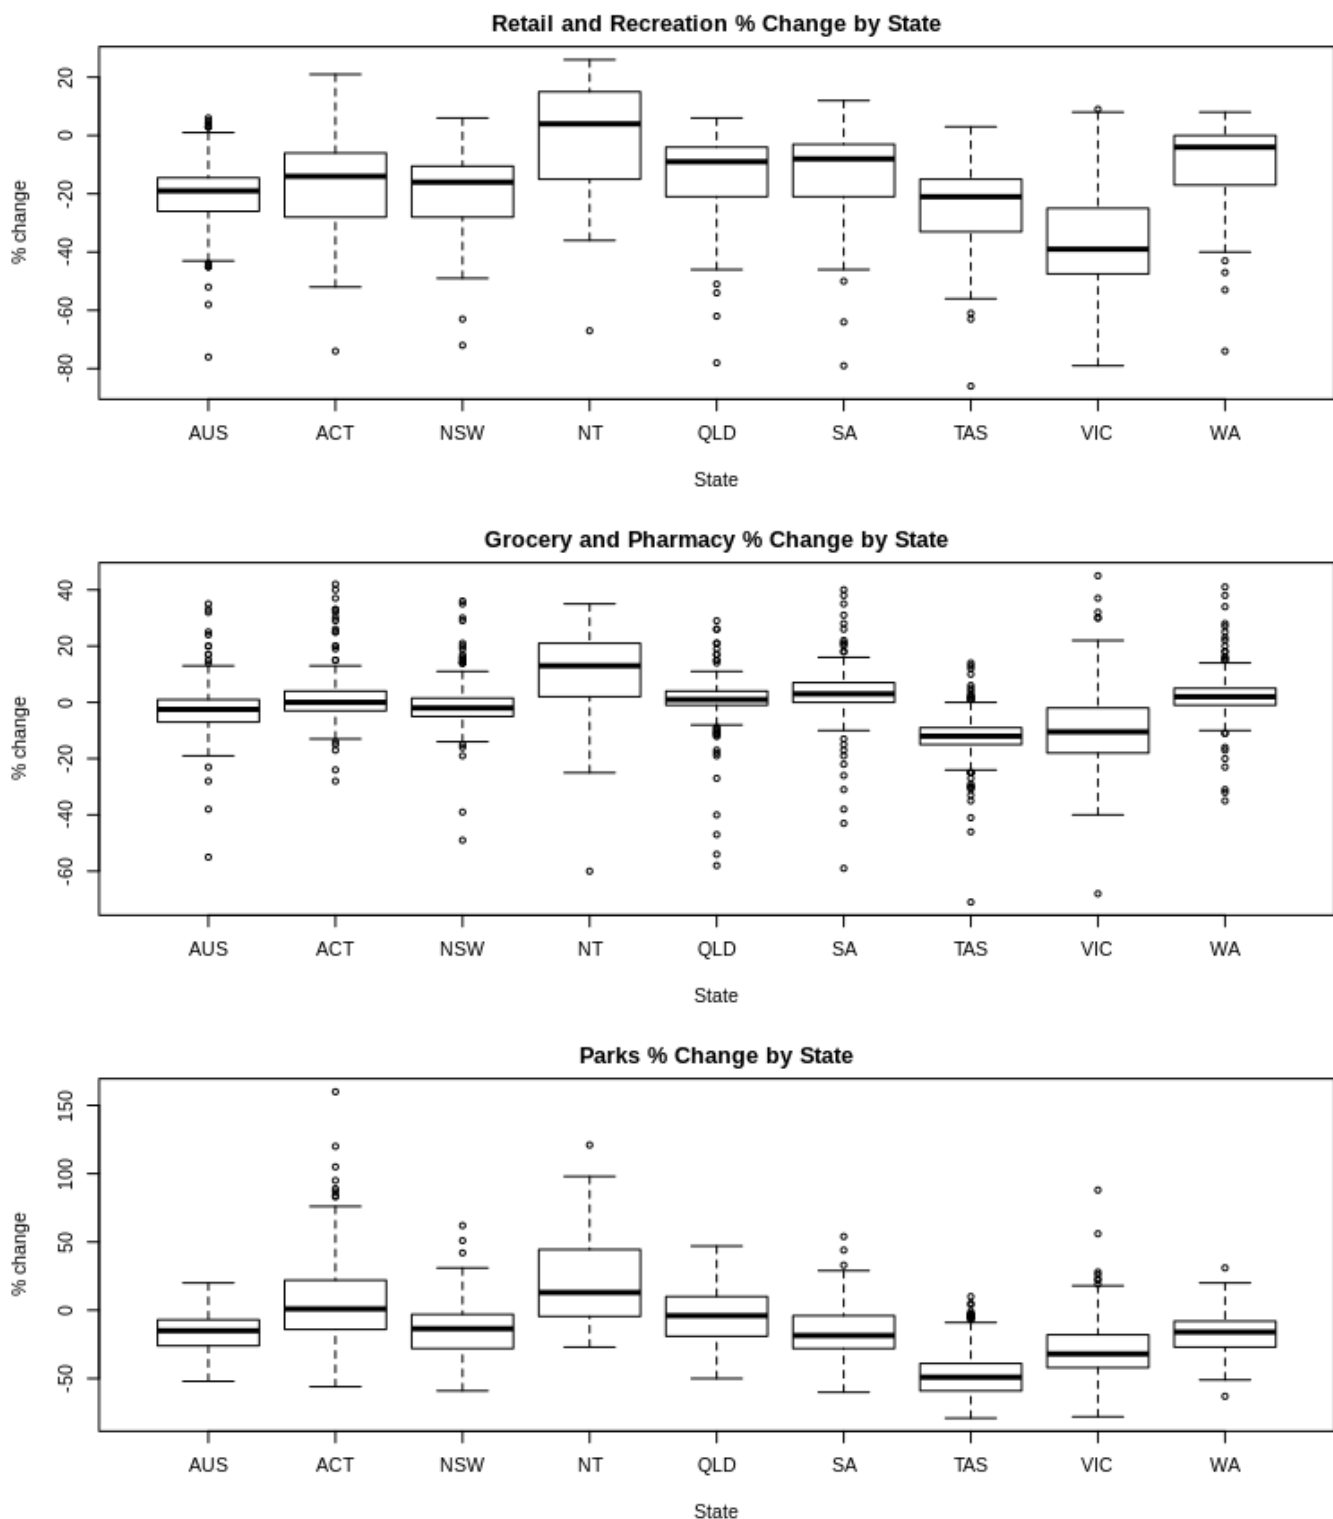 Retail and Recreation % Change by State
% change
20
0
-20
-40
-60
-80
AUS ACT NSW NT QLD SA TAS VIC WA
State
Grocery and Pharmacy % Change by State
% change
40
20
0
-20
-40
-60
AUS ACT NSW NT QLD SA TAS VIC WA
State
Parks % Change by State
% change
150
100
50
0
-50
AUS ACT NSW NT QLD SA TAS VIC WA
State